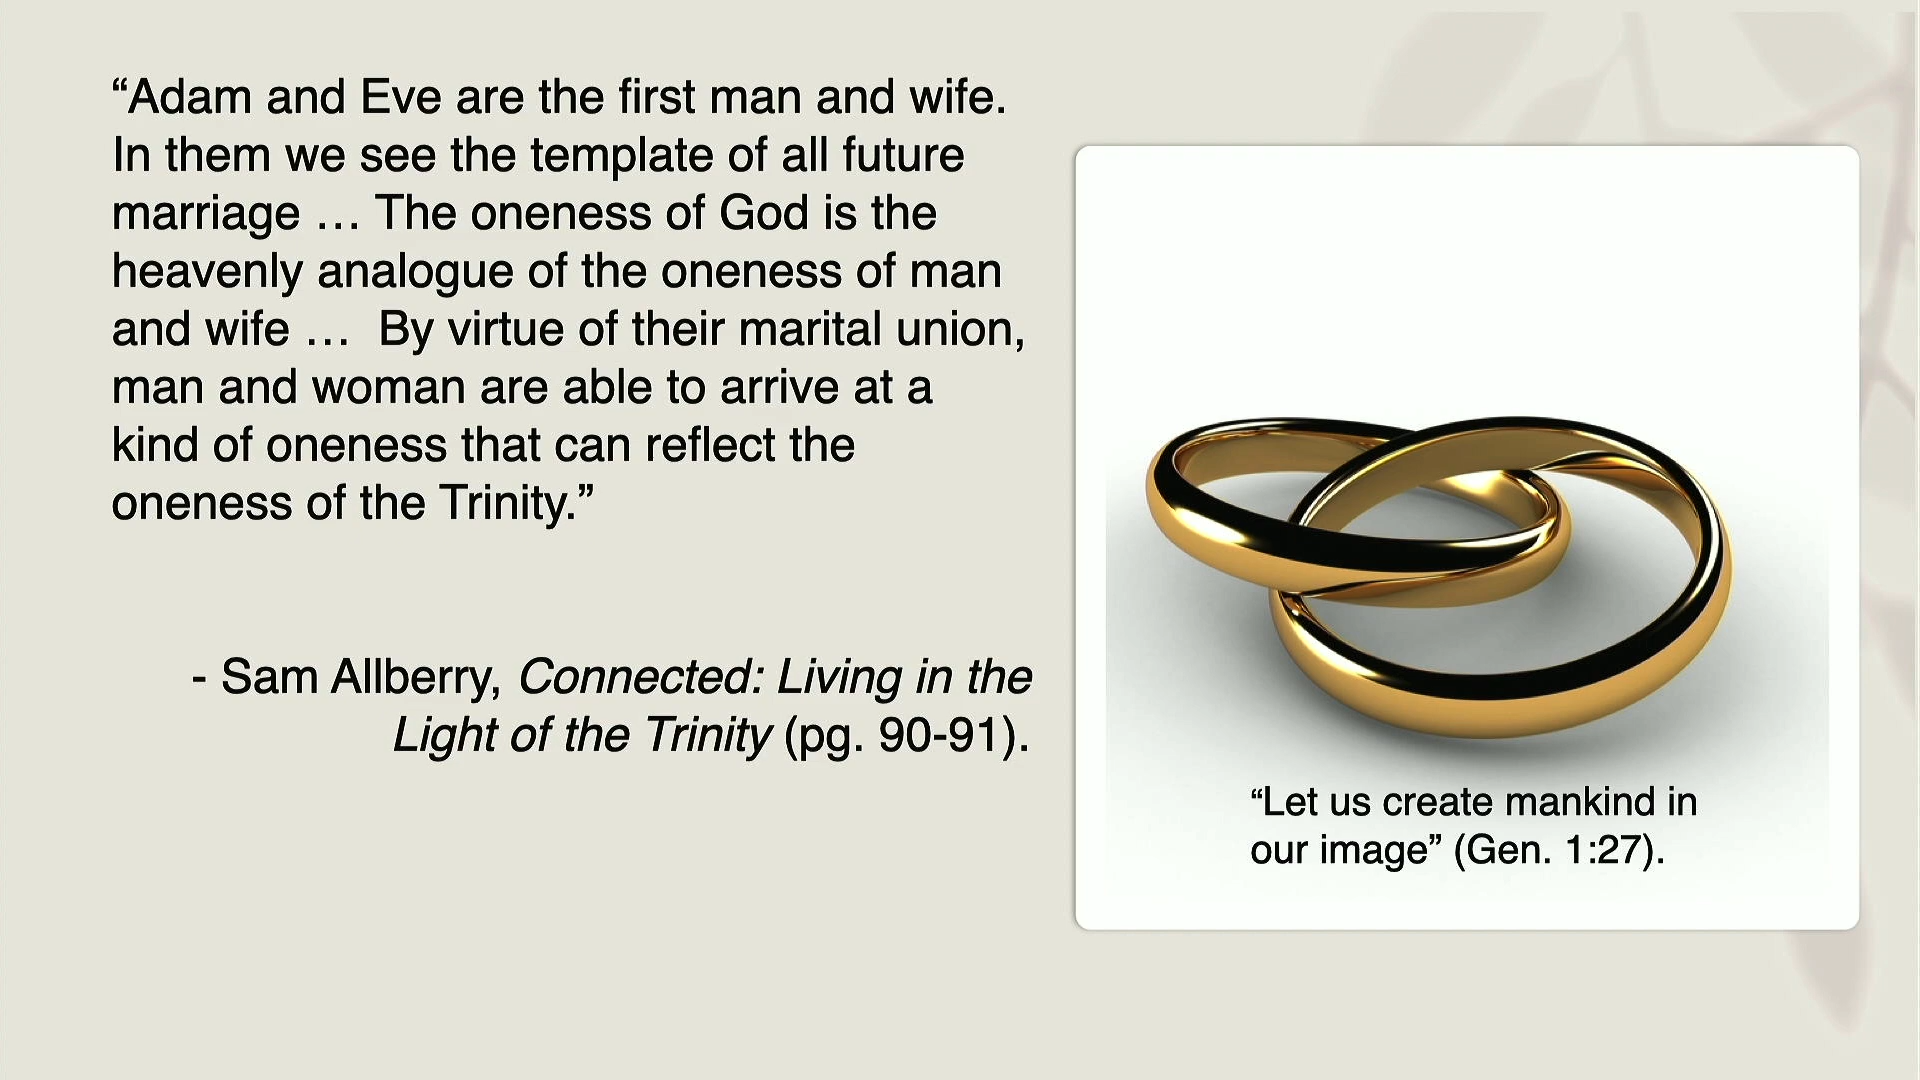 “Adam and Eve are the first man and wife.
In them we see the template of all future
marriage … The oneness of God is the
heavenly analogue of the oneness of man
and wife …  By virtue of their marital union,
man and woman are able to arrive at a
kind of oneness that can reflect the
oneness of the Trinity.”
- Sam Allberry, Connected: Living in the
Light of the Trinity (pg. 90-91).
“Let us create mankind in
our image” (Gen. 1:27).